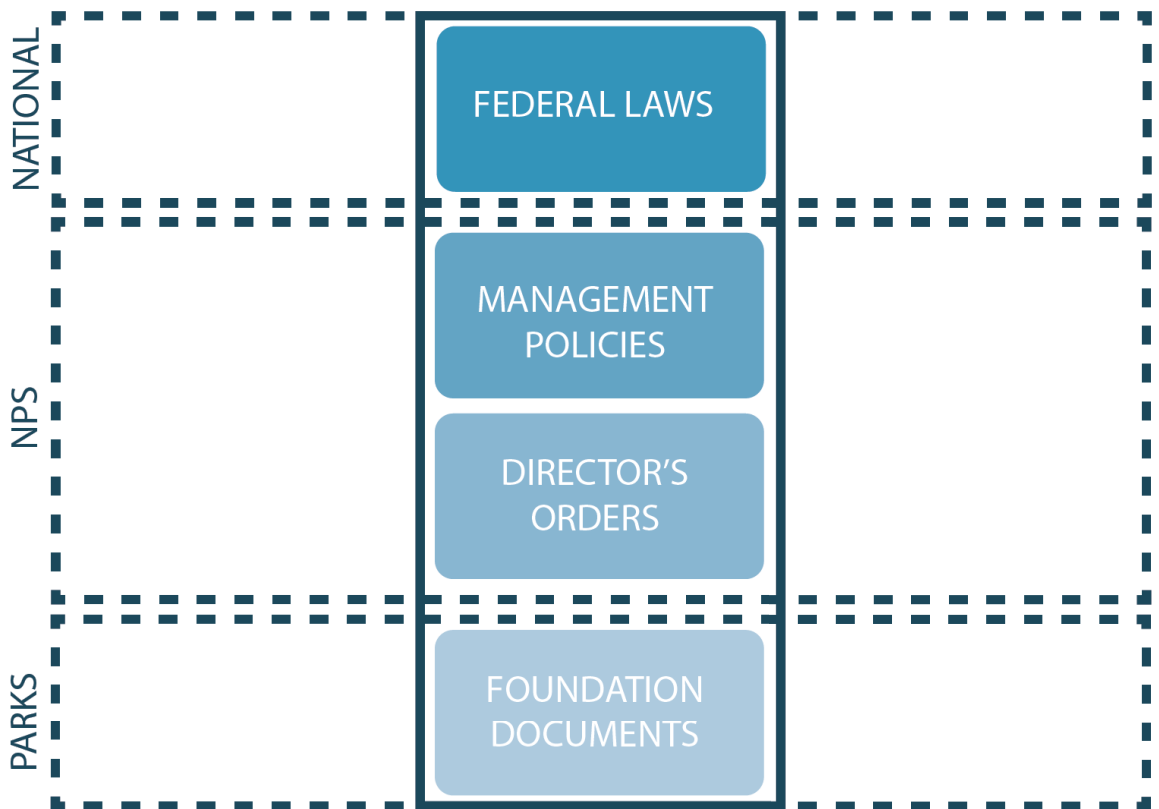 NATIONAL
FEDERAL LAWS
NPS
MANAGEMENT
POLICIES
DIRECTOR’S
ORDERS
PARKS
FOUNDATION
DOCUMENTS